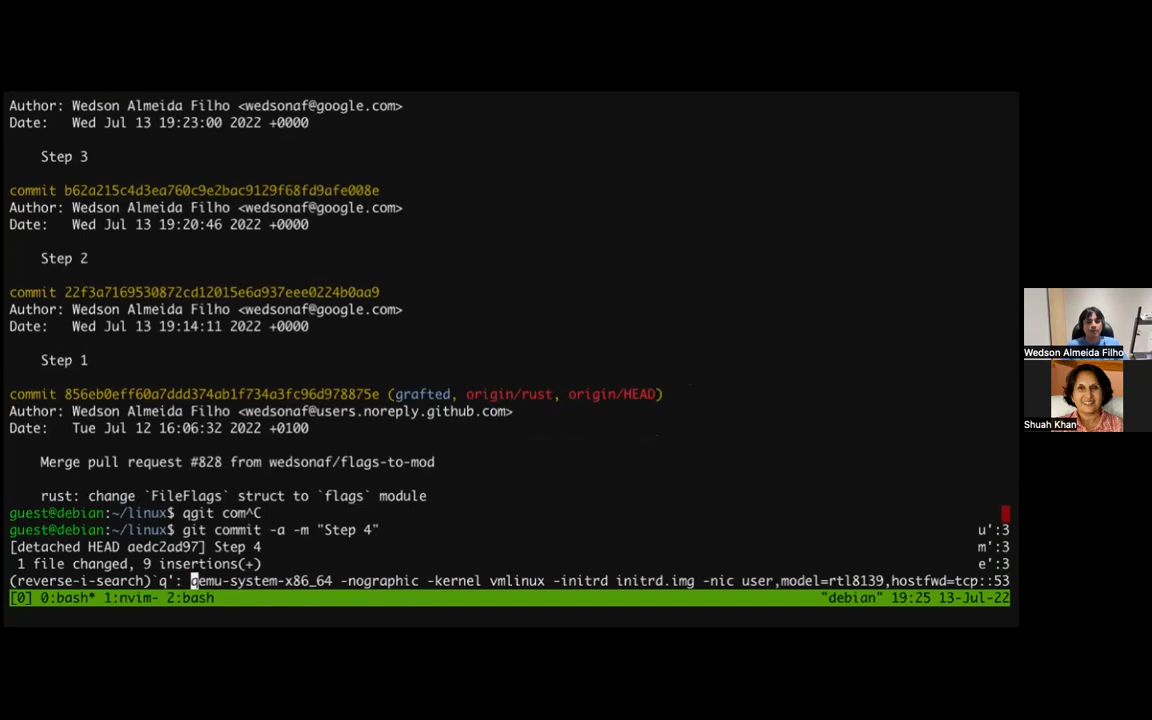 Author: Wedson Almeida Filho <wedsonaf@google.com>
Date:   Wed Jul 13 19:23:00 2022 +0000
Step 3
commit b62a215c4d3ea760c9e2bac9129f68fd9afe008e
Author: Wedson Almeida Filho <wedsonaf@google.com>
Date:   Wed Jul 13 19:20:46 2022 +0000
Step 2
commit 22f3a7169530872cd12015e6a937eee0224b0aa9
Author: Wedson Almeida Filho <wedsonaf@google.com>
Date:   Wed Jul 13 19:14:11 2022 +0000
Step 1
commit 856eb0eff60a7ddd374ab1f734a3fc96d978875e (grafted, origin/rust, origin/HEAD)
Author: Wedson Almeida Filho <wedsonaf@users.noreply.github.com>
Date:   Tue Jul 12 16:06:32 2022 +0100
Merge pull request #828 from wedsonaf/flags-to-mod
rust: change `FileFlags` struct to `flags` module
guest@debian:~/linux$ qgit com^C
guest@debian:~/linux$ git commit -a -m "Step 4" u':3
[detached HEAD aedc2ad97] Step 4 m':3
1 file changed, 9 insertions(+) e':3
(reverse-i-search)`q': qemu-system-x86_64 -nographic -kernel vmlinux -initrd initrd.img -nic user,model=rtl8139,hostfwd=tcp::53
[0] 0:bash* 1:nvim- 2:bash "debian" 19:25 13-Jul-22
Wedson Almeida Filho
Shuah Khan